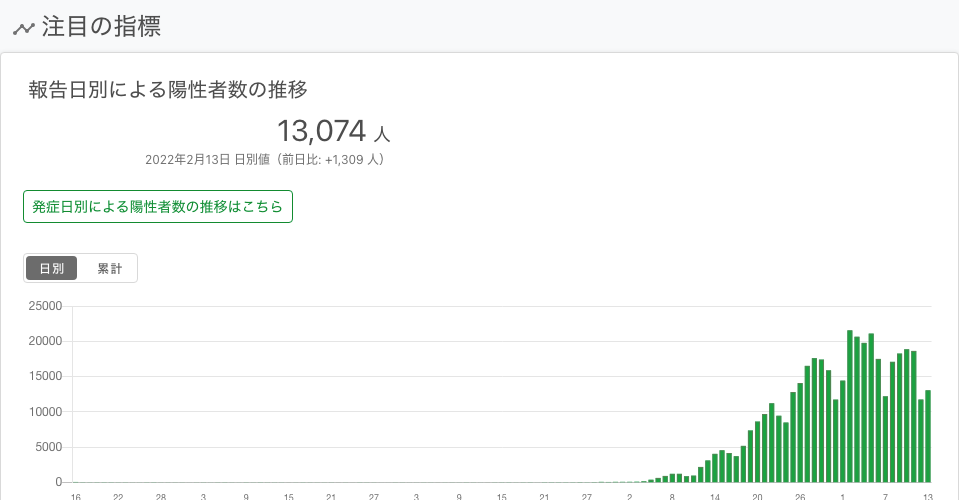 注目の指標
報告日別による陽性者数の推移
13,074 人
2022年2月13日 日別値（前日比: +1,309 人）
発症日別による陽性者数の推移はこちら
日別 累計
25000
20000
15000
10000
5000
0
16 22 28 3 9 15 21 27 3 9 15 21 27 2 8 14 20 26 1 7 13